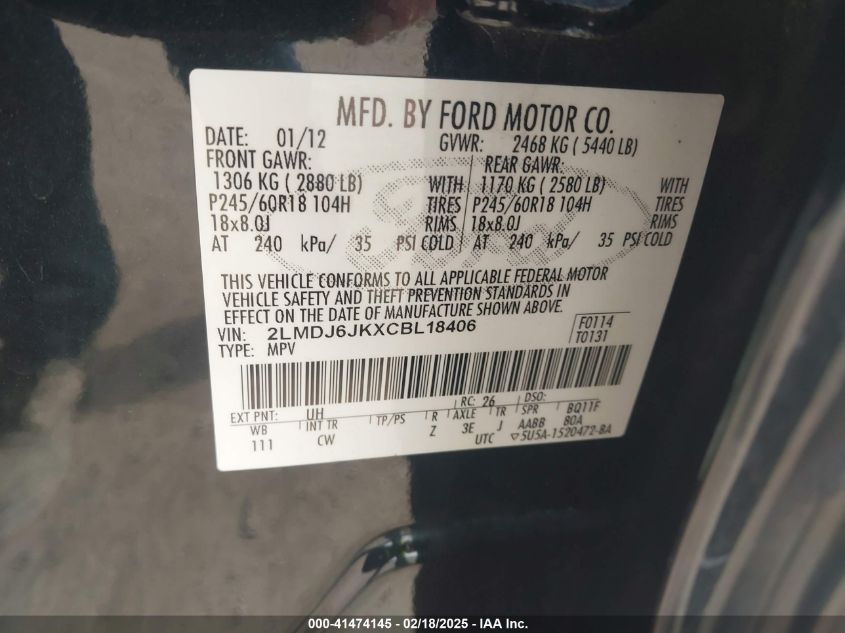 MFD. BY FORD MOTOR CO.
DATE: 01/12 GVWR: 2468 KG ( 5440 LB)
FRONT GAWR: REAR GAWR:
1306 KG ( 2880 LB) WITH 1170 KG ( 2580 LB) WITH
P245/60R18 104H TIRES P245/60R18 104H TIRES
18x8.0J RIMS 18x8.0J RIMS
AT 240 kPa/ 35 PSI COLD AT 240 kPa/ 35 PSI COLD
Ford
THIS VEHICLE CONFORMS TO ALL APPLICABLE FEDERAL MOTOR
VEHICLE SAFETY AND THEFT PREVENTION STANDARDS IN
EFFECT ON THE DATE OF MANUFACTURE SHOWN ABOVE.
VIN: 2LMDJ6JKXCBL18406 F0114
TYPE: MPV T0131
RC: 26 DSO:
EXT PNT: UH BQ11F
WB INT TR TP/PS R AXLE TR SPR
111 CW Z 3E J AABB 80A
UTC ▽5U5A-1520472-BA
000-41474145 - 02/18/2025 - IAA Inc.